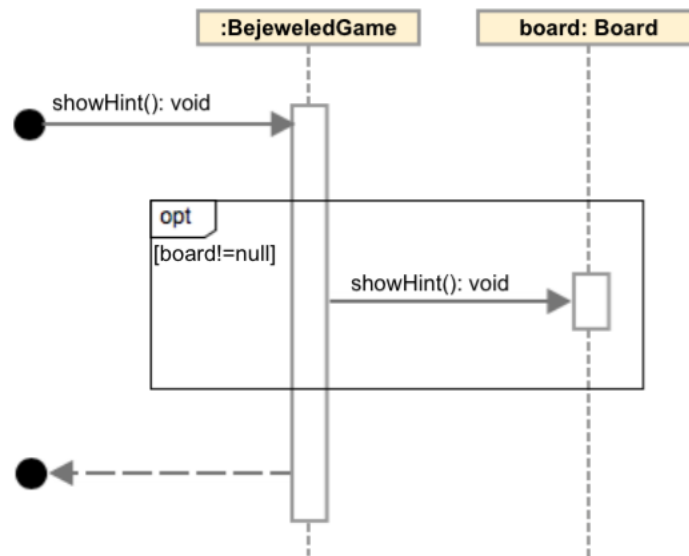 :BejeweledGame
board: Board
showHint(): void
opt
[board!=null]
showHint(): void